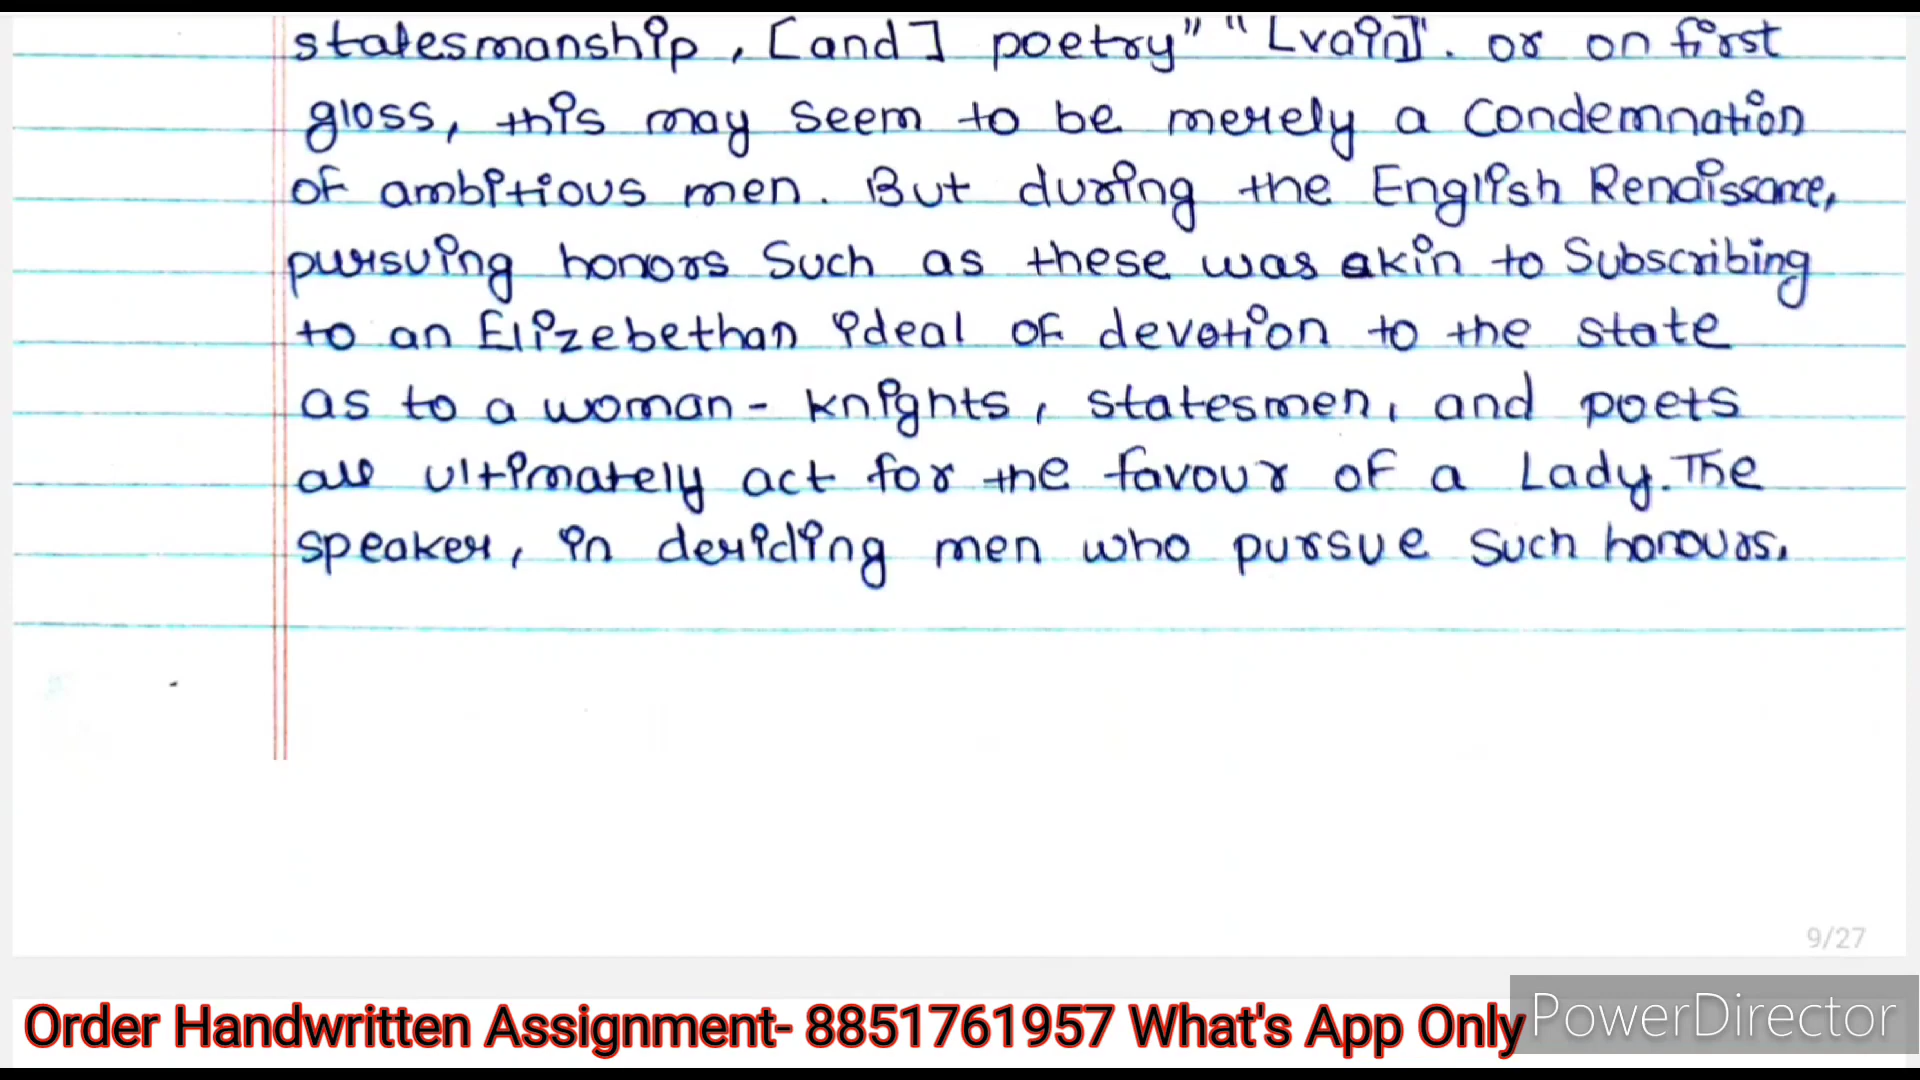 statesmanship, [and] poetry" "[vain]". or on first
gloss, this may seem to be merely a condemnation
of ambitious men. But during the English Renaissance,
pursuing honors such as these was akin to Subscribing
to an Elizebethan ideal of devotion to the state
as to a woman - knights, statesmen, and poets
all ultimately act for the favour of a Lady. The
speaker, in deriding men who pursue such honours.
9/27
Order Handwritten Assignment- 8851761957 What's App Only
PowerDirector